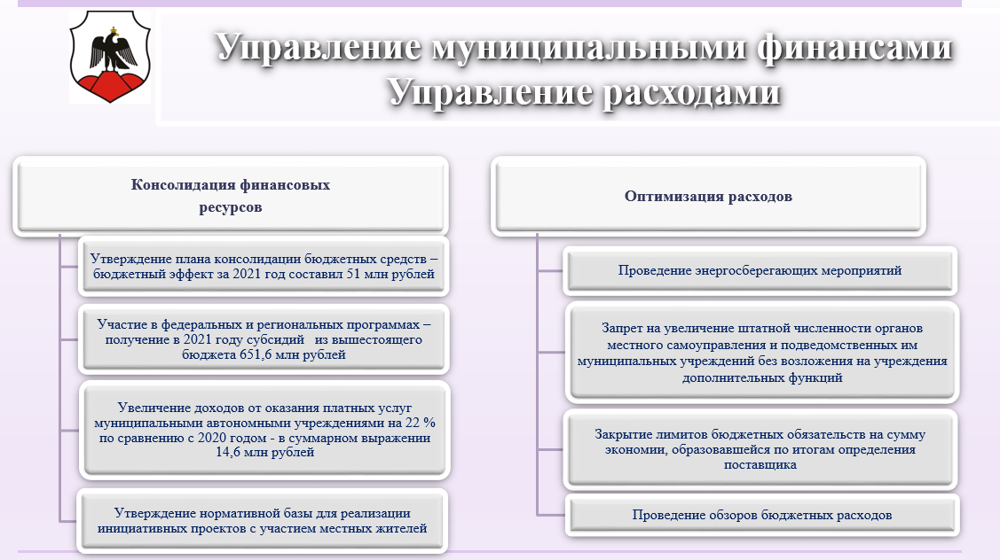 Управление муниципальными финансами
Управление расходами
Консолидация финансовых
ресурсов
Утверждение плана консолидации бюджетных средств –
бюджетный эффект за 2021 год составил 51 млн рублей
Участие в федеральных и региональных программах –
получение в 2021 году субсидий из вышестоящего
бюджета 651,6 млн рублей
Увеличение доходов от оказания платных услуг
муниципальными автономными учреждениями на 22 %
по сравнению с 2020 годом - в суммарном выражении
14,6 млн рублей
Утверждение нормативной базы для реализации
инициативных проектов с участием местных жителей
Оптимизация расходов
Проведение энергосберегающих мероприятий
Запрет на увеличение штатной численности органов
местного самоуправления и подведомственных им
муниципальных учреждений без возложения на учреждения
дополнительных функций
Закрытие лимитов бюджетных обязательств на сумму
экономии, образовавшейся по итогам определения
поставщика
Проведение обзоров бюджетных расходов